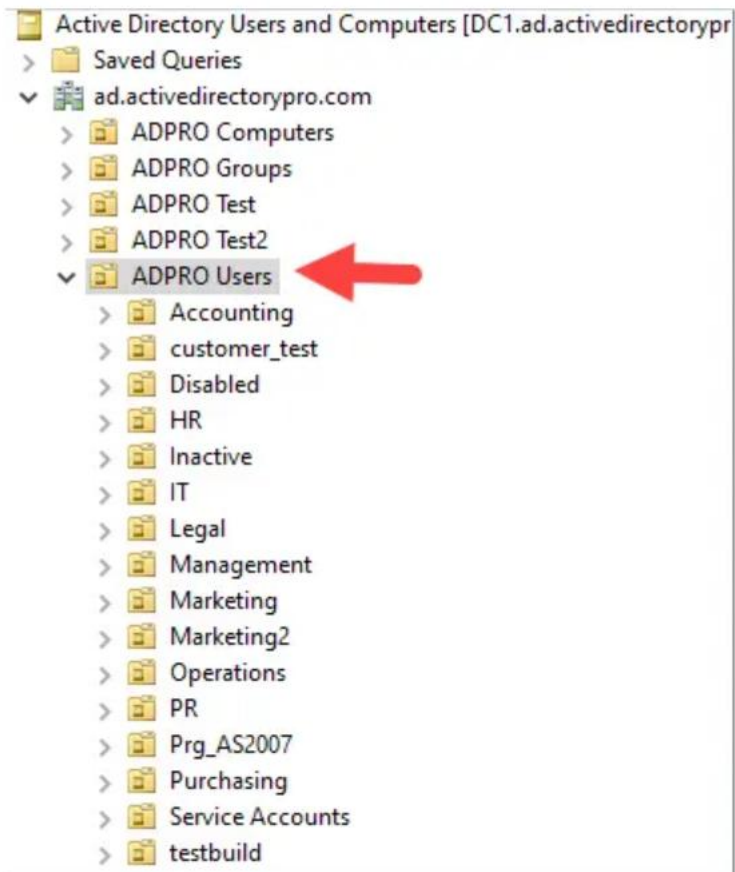 Active Directory Users and Computers [DC1.ad.activedirectorypr
Saved Queries
ad.activedirectorypro.com
ADPRO Computers
ADPRO Groups
ADPRO Test
ADPRO Test2
ADPRO Users
Accounting
customer_test
Disabled
HR
Inactive
IT
Legal
Management
Marketing
Marketing2
Operations
PR
Prg_AS2007
Purchasing
Service Accounts
testbuild